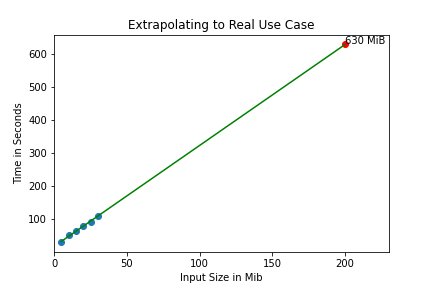 Extrapolating to Real Use Case
630 MiB
600
500
400
300
200
100
Time in Seconds
0
50
100
150
200
Input Size in Mib